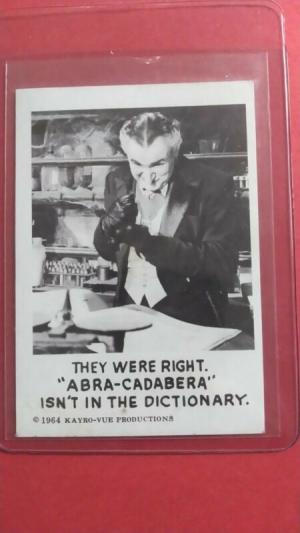 THEY WERE RIGHT.
"ABRA-CADABERA"
ISN'T IN THE DICTIONARY.
© 1964 KAYRO-VUE PRODUCTIONS